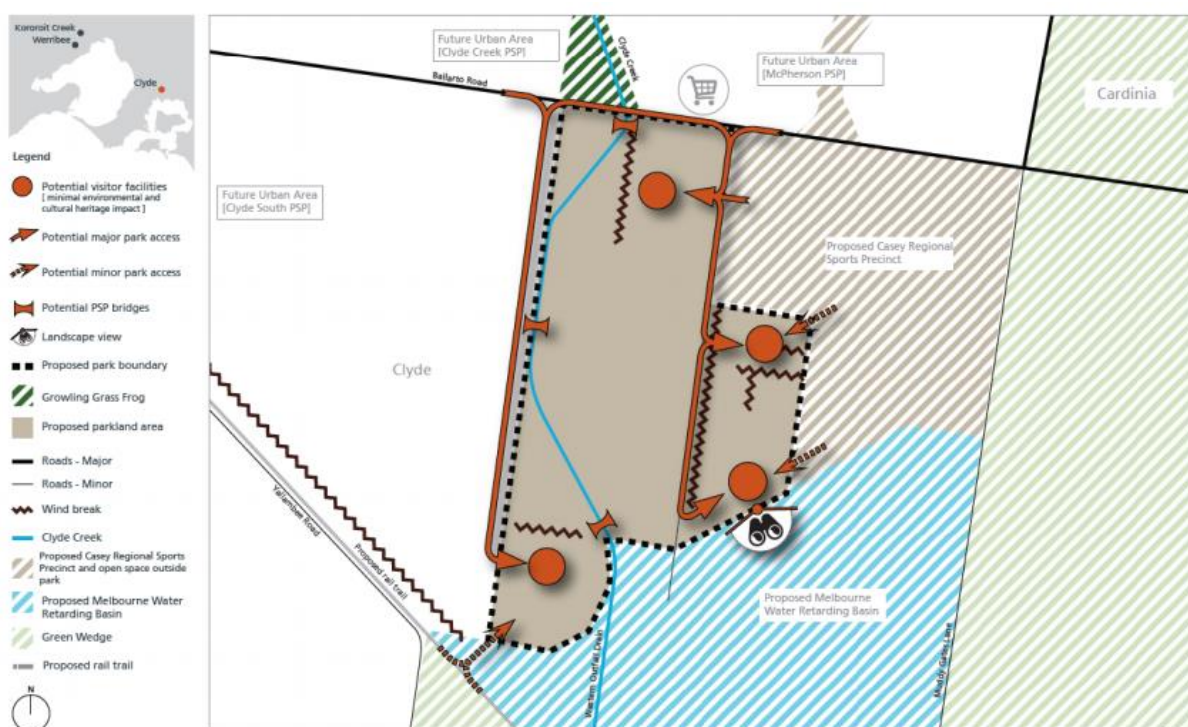 Kororoit Creek
Werribee
Clyde
Legend
Potential visitor facilities
[ minimal environmental and
cultural heritage impact ]
Potential major park access
Potential minor park access
Potential PSP bridges
Landscape view
Proposed park boundary
Growling Grass Frog
Proposed parkland area
Roads - Major
Roads - Minor
Wind break
Clyde Creek
Proposed Casey Regional Sports
Precinct and open space outside
park
Proposed Melbourne Water
Retarding Basin
Green Wedge
Proposed rail trail
N
Future Urban Area
[Clyde Creek PSP]
Clyde Creek
Future Urban Area
[McPherson PSP]
Ballarto Road
Cardinia
Future Urban Area
[Clyde South PSP]
Proposed Casey Regional
Sports Precinct
Clyde
Yallambee Road
Proposed rail trail
Proposed Melbourne Water
Retarding Basin
Western Outfall Drain
Muddy Gates Lane